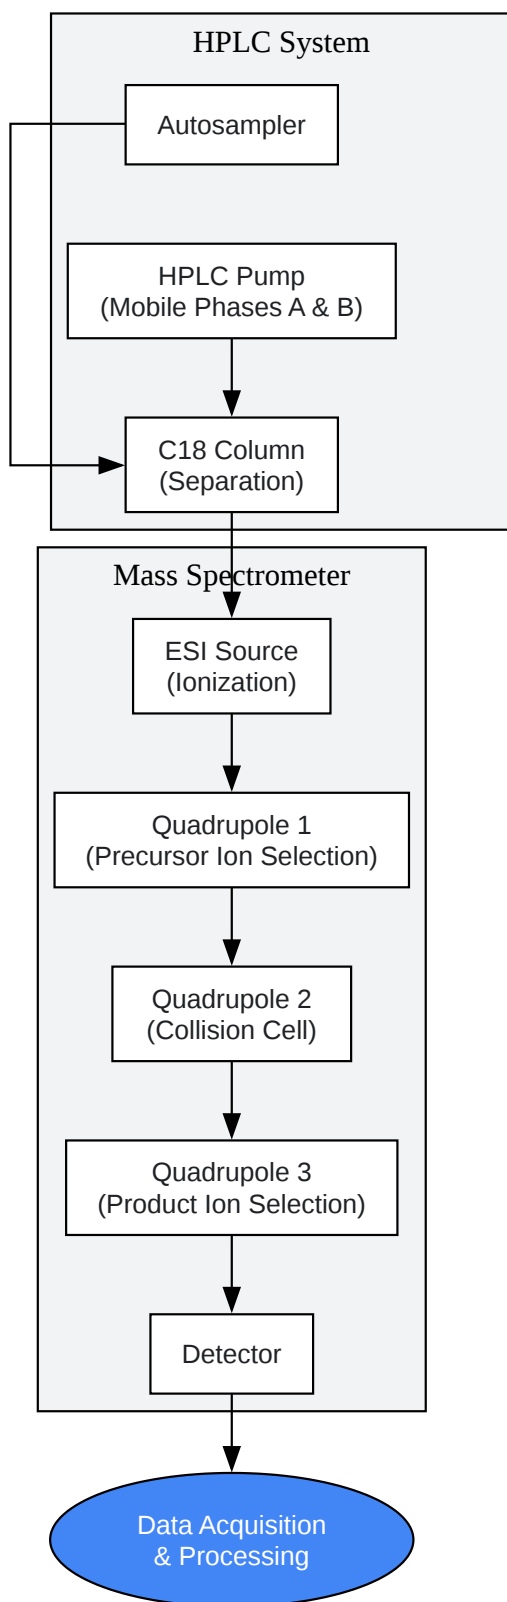 HPLC System
Autosampler
HPLC Pump
(Mobile Phases A & B)
C18 Column
(Separation)
Mass Spectrometer
ESI Source
(Ionization)
Quadrupole 1
(Precursor Ion Selection)
Quadrupole 2
(Collision Cell)
Quadrupole 3
(Product Ion Selection)
Detector
Data Acquisition
& Processing